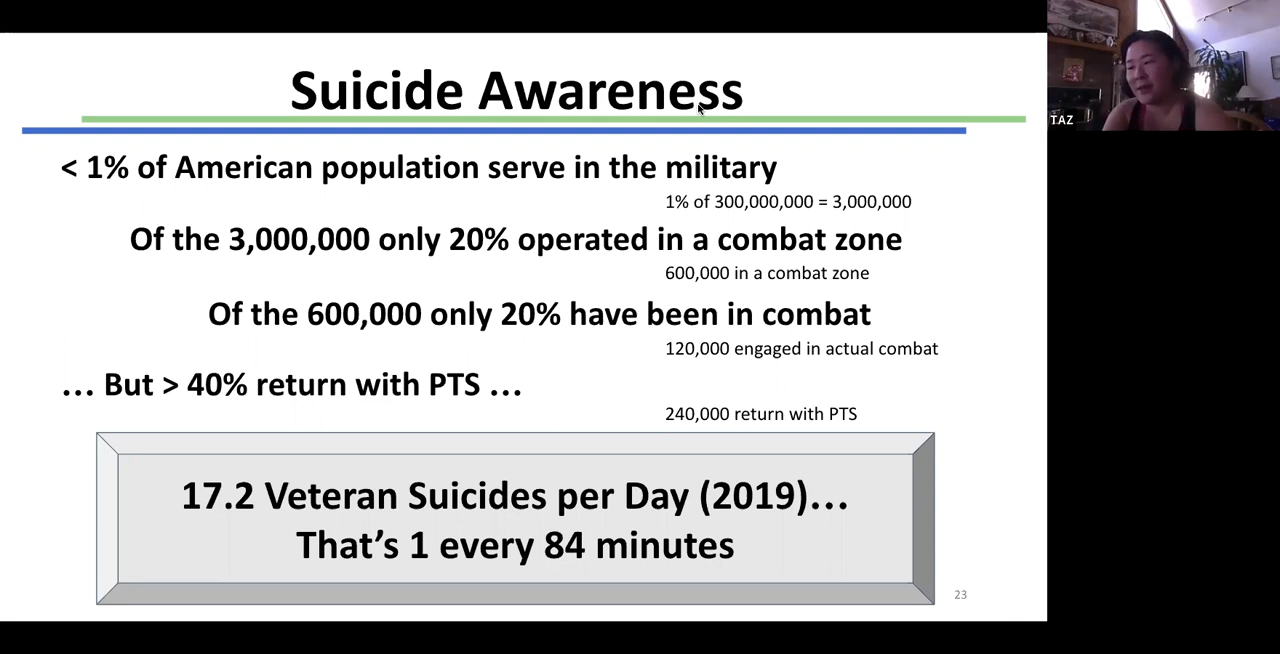 Suicide Awareness
< 1% of American population serve in the military
1% of 300,000,000 = 3,000,000
Of the 3,000,000 only 20% operated in a combat zone
600,000 in a combat zone
Of the 600,000 only 20% have been in combat
120,000 engaged in actual combat
… But > 40% return with PTS …
240,000 return with PTS
17.2 Veteran Suicides per Day (2019)…
That’s 1 every 84 minutes
23
TAZ